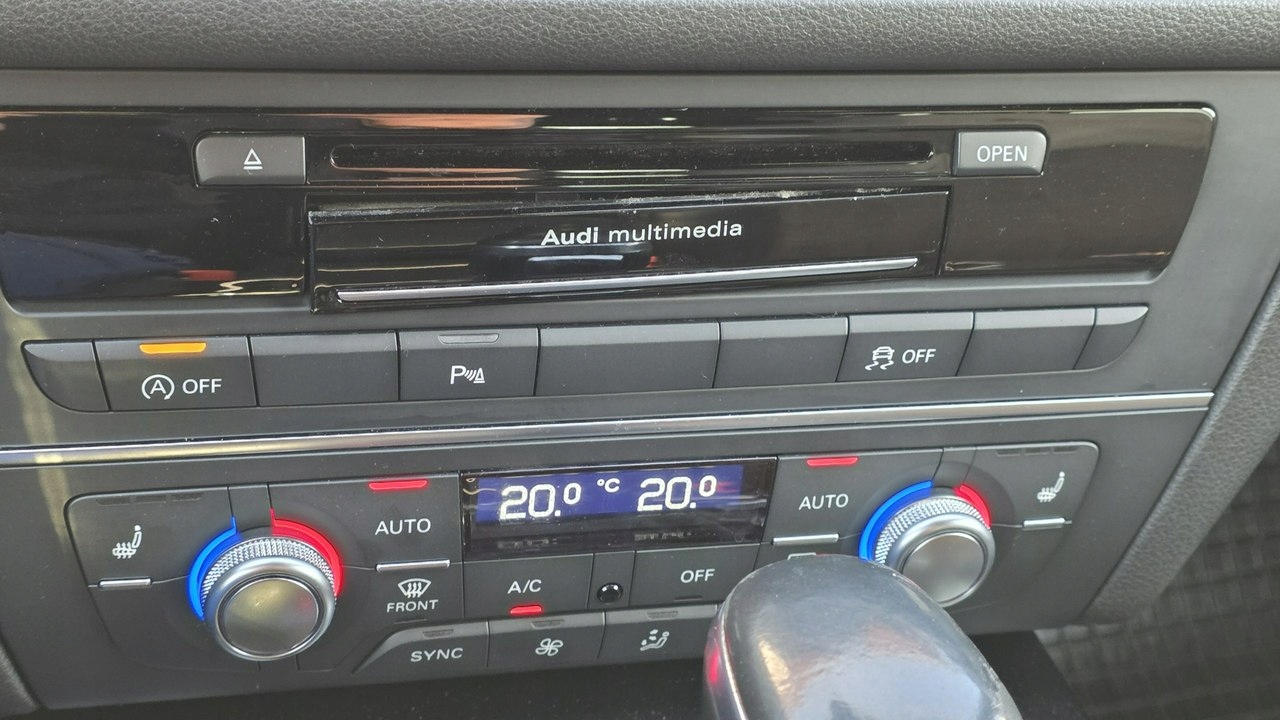 OPEN
Audi multimedia
A OFF
P
OFF
AUTO
20.0 °C 20.0
AUTO
FRONT
A/C
OFF
SYNC